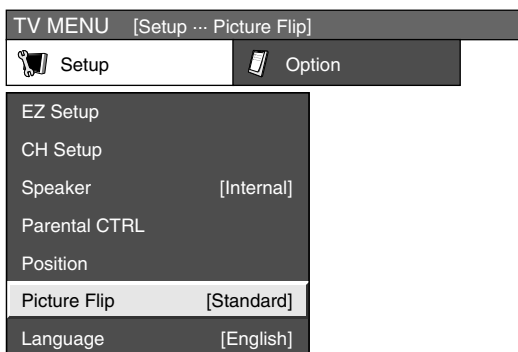 TV MENU [Setup ··· Picture Flip]
Setup Option
EZ Setup
CH Setup
Speaker [Internal]
Parental CTRL
Position
Picture Flip [Standard]
Language [English]